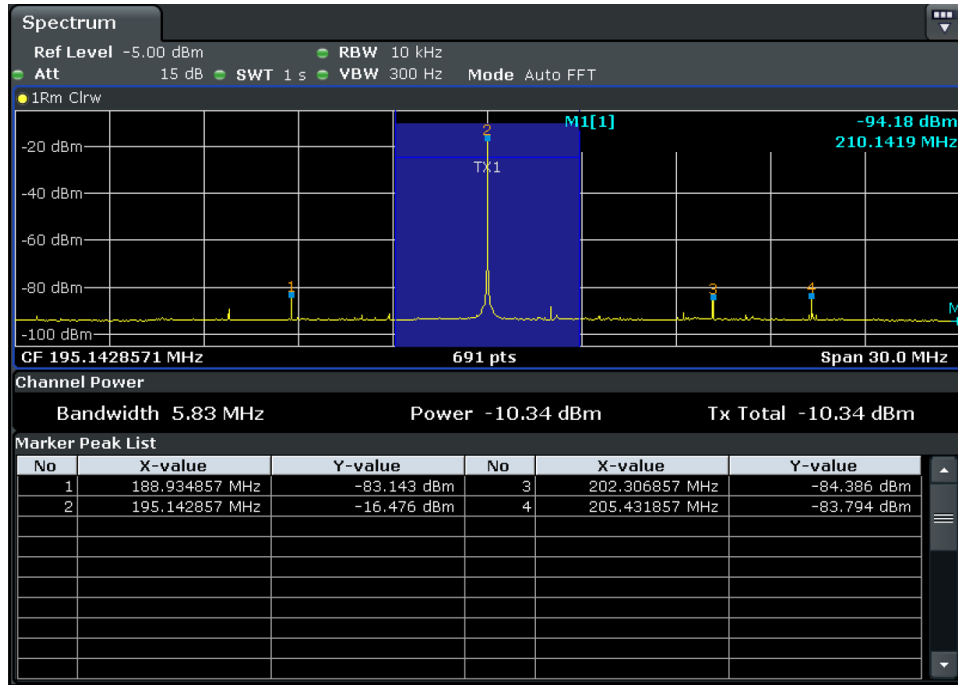 Spectrum
Ref Level -5.00 dBm RBW 10 kHz
Att 15 dB SWT 1 s VBW 300 Hz Mode Auto FFT
1Rm Clrw
M1[1] -94.18 dBm
210.1419 MHz
2
TX1
-20 dBm
-40 dBm
-60 dBm
-80 dBm
1
3
4
M
-100 dBm
CF 195.1428571 MHz 691 pts Span 30.0 MHz
Channel Power
Bandwidth 5.83 MHz Power -10.34 dBm Tx Total -10.34 dBm
Marker Peak List
No X-value Y-value No X-value Y-value
1 188.934857 MHz -83.143 dBm 3 202.306857 MHz -84.386 dBm
2 195.142857 MHz -16.476 dBm 4 205.431857 MHz -83.794 dBm